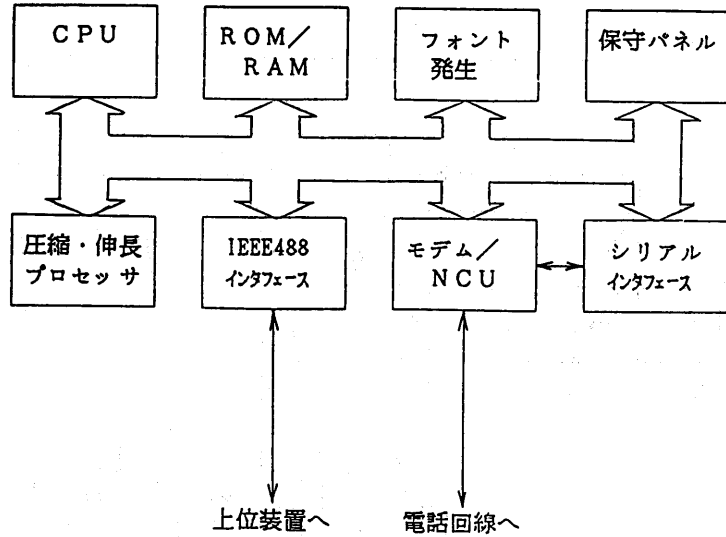 CPU
ROM/
RAM
フォント
発生
保守パネル
圧縮・伸長
プロセッサ
IEEE488
インタフェース
モデム/
NCU
シリアル
インタフェース
上位装置へ
電話回線へ